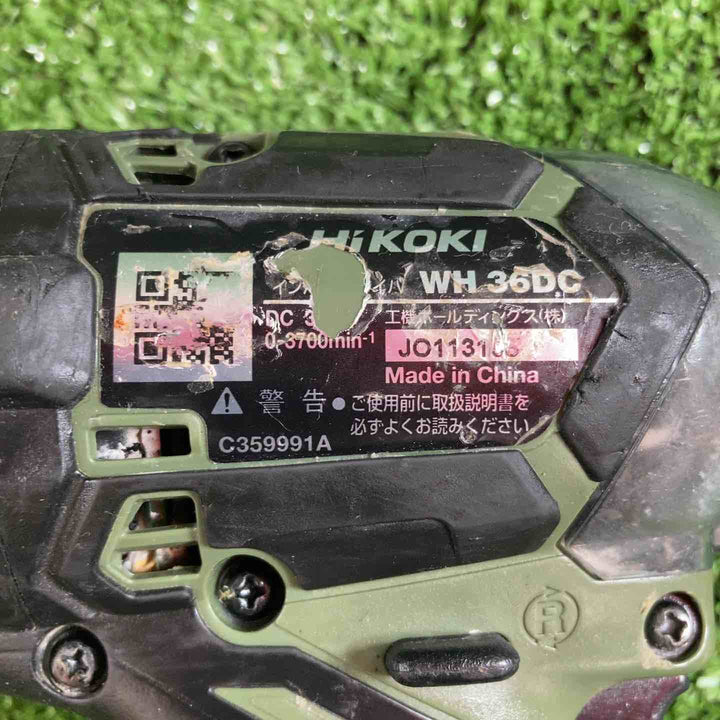 HiKOKI
WH 36DC
DC 3
工機ホールディングス(株)
0-3700min-1
Made in China
警告 ● ご使用前に取扱説明書を
必ずよくお読みください
C359991A
R